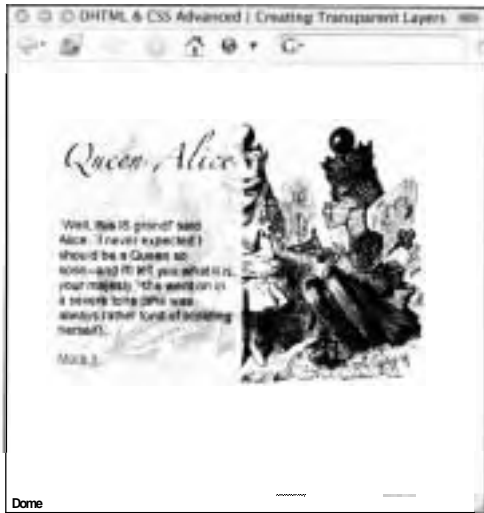 DHTML & CSS Advanced | Creating Transparent Layers
G
Queen Alice
"Well, this IS grand!" said
Alice. "I never expected I
should be a Queen so
soon—and I'll tell you what it is,
your majesty," she went on in
a severe tone (she was
always rather fond of scolding
herself).
Dome